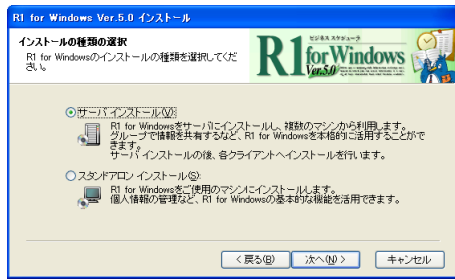 R1 for Windows Ver.5.0 インストール
インストールの種類の選択
R1 for Windowsのインストールの種類を選択してくだ
さい。
ビジネス スケジューラ
R1 for Windows
Ver.5.0
サーバ インストール(V):
R1 for Windowsをサーバにインストールし、複数のマシンから利用します。
グループで情報を共有するなど、R1 for Windowsを本格的に活用することがで
きます。
サーバ インストールの後、各クライアントへインストールを行います。
スタンドアロン インストール(S):
R1 for Windowsをご使用のマシンにインストールします。
個人情報の管理など、R1 for Windowsの基本的な機能を活用できます。
< 戻る(B)
次へ(N) >
キャンセル